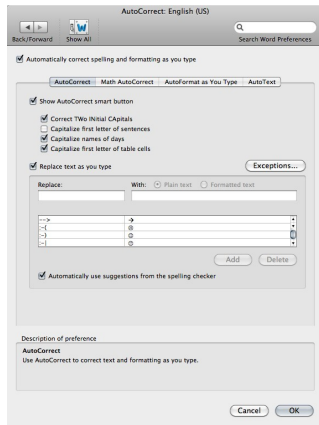 AutoCorrect: English (US)
Back/Forward Show All Search Word Preferences
Automatically correct spelling and formatting as you type
AutoCorrect Math AutoCorrect AutoFormat as You Type AutoText
Show AutoCorrect smart button
Correct TWo INitial CApitals
Capitalize first letter of sentences
Capitalize names of days
Capitalize first letter of table cells
Replace text as you type Exceptions...
Replace: With: Plain text Formatted text
--> →
:-(
:-)
:-|
Add Delete
Automatically use suggestions from the spelling checker
Description of preference
AutoCorrect
Use AutoCorrect to correct text and formatting as you type.
Cancel OK